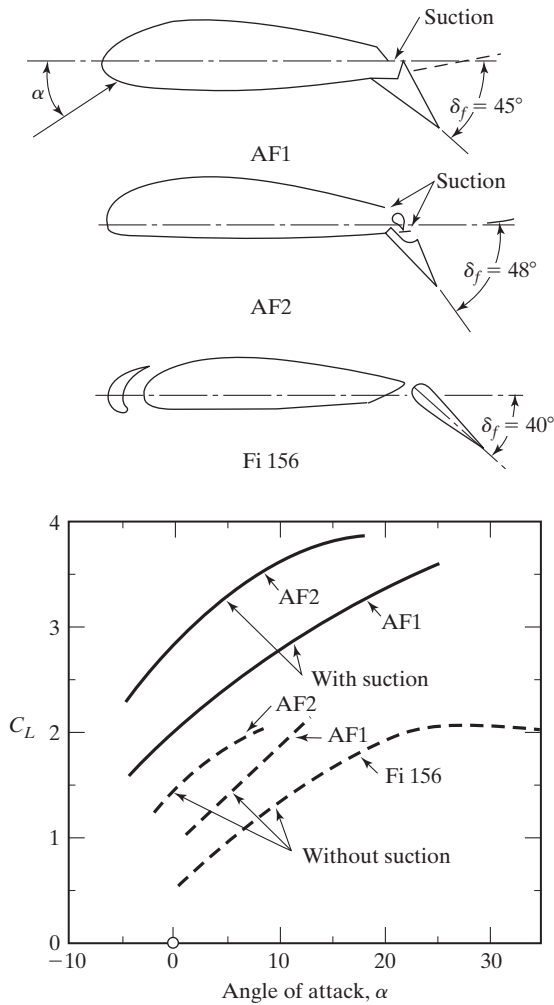 Suction
α
δf = 45°
AF1
Suction
δf = 48°
AF2
δf = 40°
Fi 156
4
AF2
3
AF1
With suction
AF2
CL
2
AF1
Fi 156
1
Without suction
0
−10
0
10
20
30
Angle of attack, α